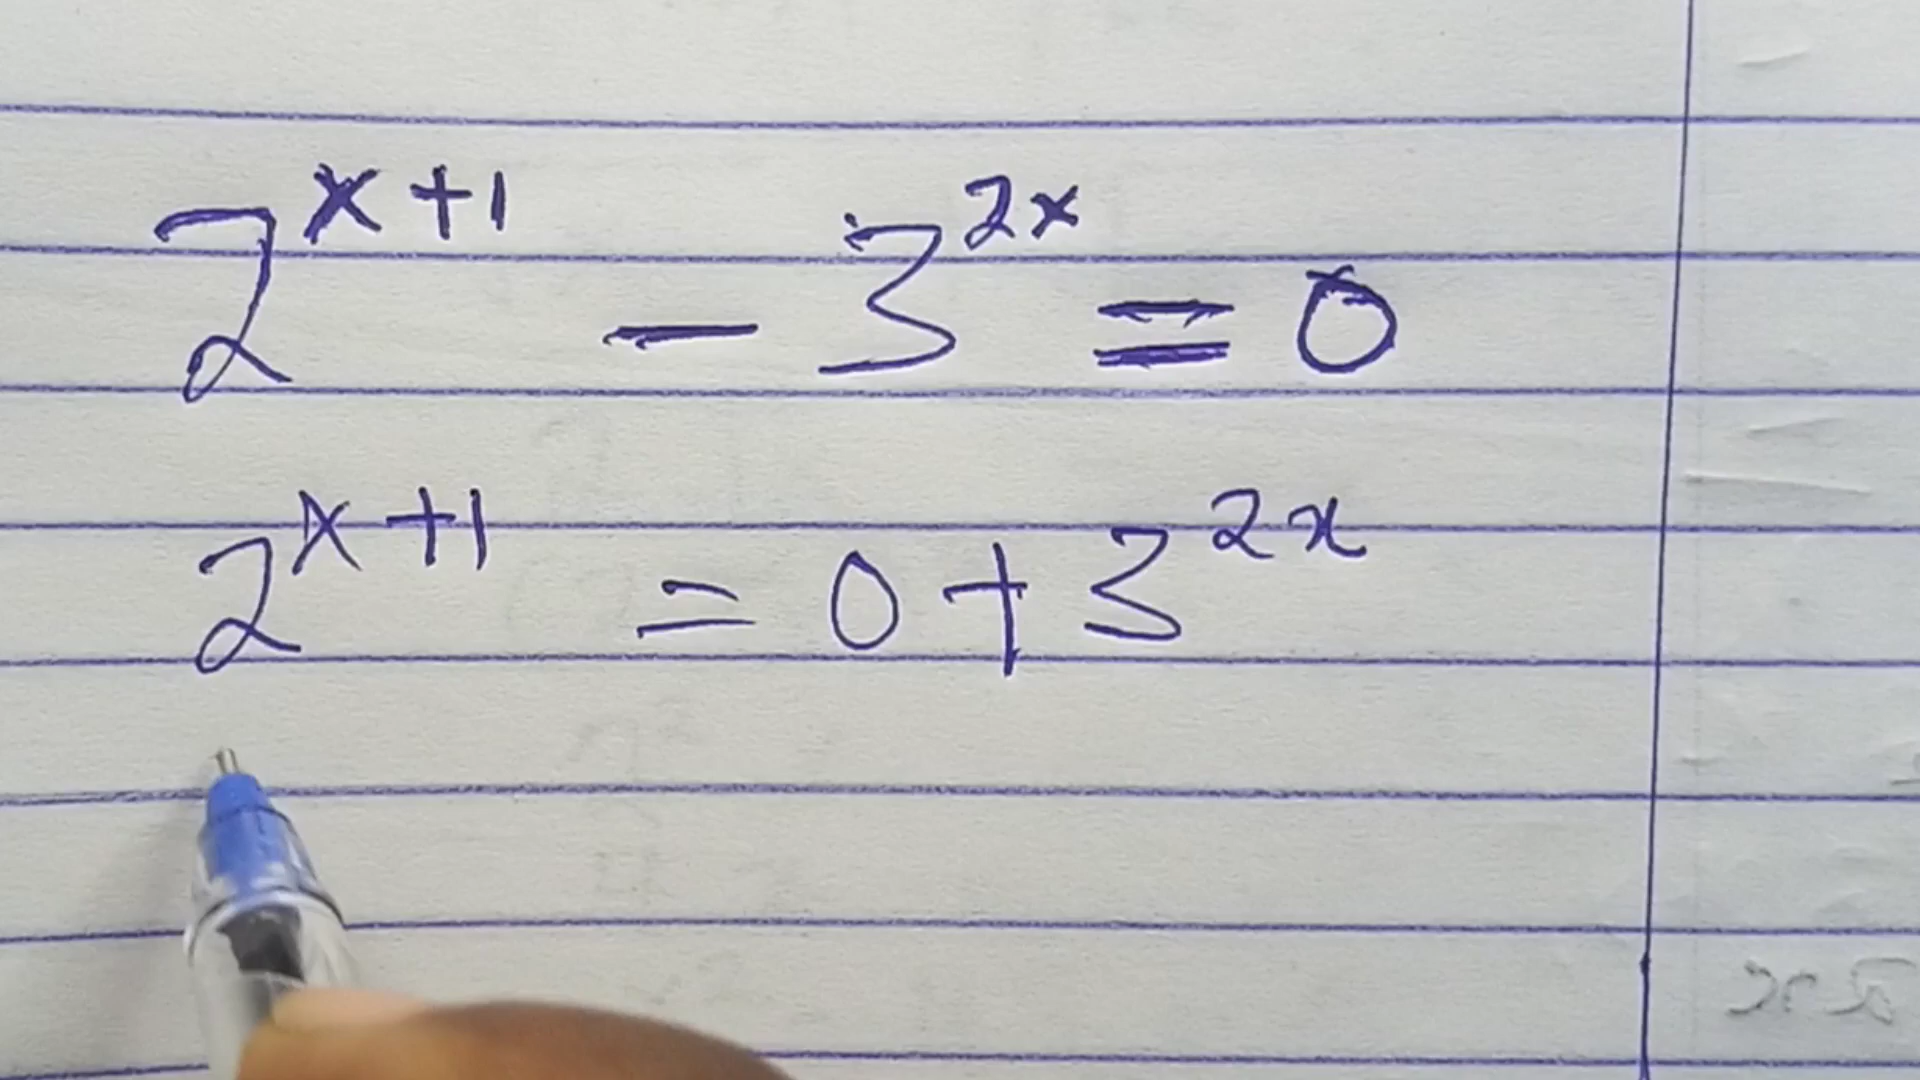 2^{x+1} - 3^{2x} = 0
2^{x+1} = 0 + 3^{2x}